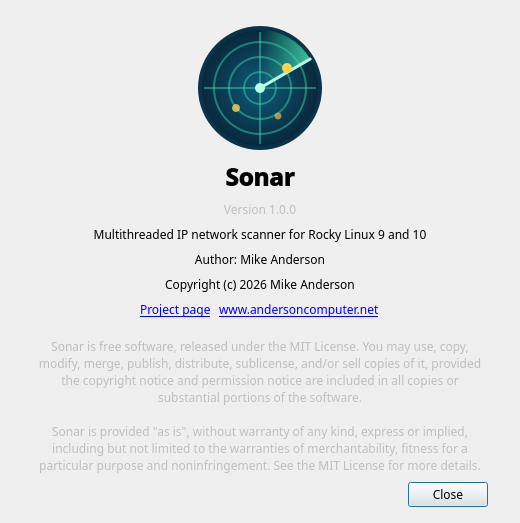 Sonar
Version 1.0.0
Multithreaded IP network scanner for Rocky Linux 9 and 10
Author: Mike Anderson
Copyright (c) 2026 Mike Anderson
Project page www.andersoncomputer.net
Sonar is free software, released under the MIT License. You may use, copy,
modify, merge, publish, distribute, sublicense, and/or sell copies of it, provided
the copyright notice and permission notice are included in all copies or
substantial portions of the software.
Sonar is provided "as is", without warranty of any kind, express or implied,
including but not limited to the warranties of merchantability, fitness for a
particular purpose and noninfringement. See the MIT License for more details.
Close